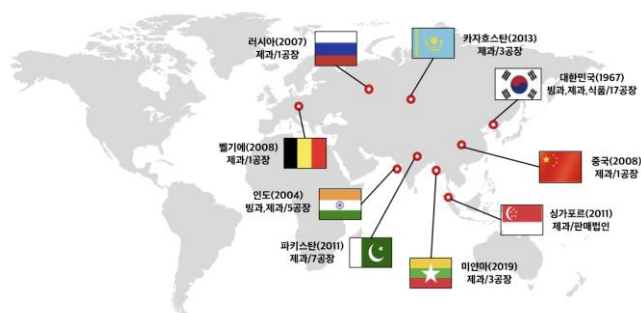 러시아(2007)
제과/1공장
카자흐스탄(2013)
제과/3공장
대한민국(1967)
빙과,제과,식품/17공장
벨기에(2008)
제과/1공장
중국(2008)
제과/1공장
인도(2004)
빙과,제과/5공장
싱가포르(2011)
제과/판매법인
파키스탄(2011)
제과/7공장
미얀마(2019)
제과/3공장